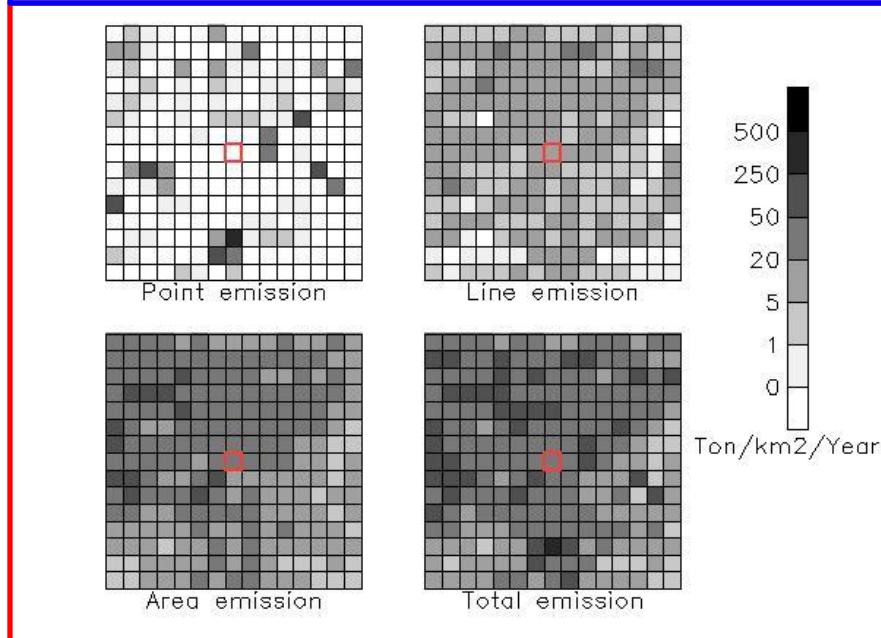 Point emission
Line emission
500
250
50
20
5
1
0
Ton/km2/Year
Area emission
Total emission